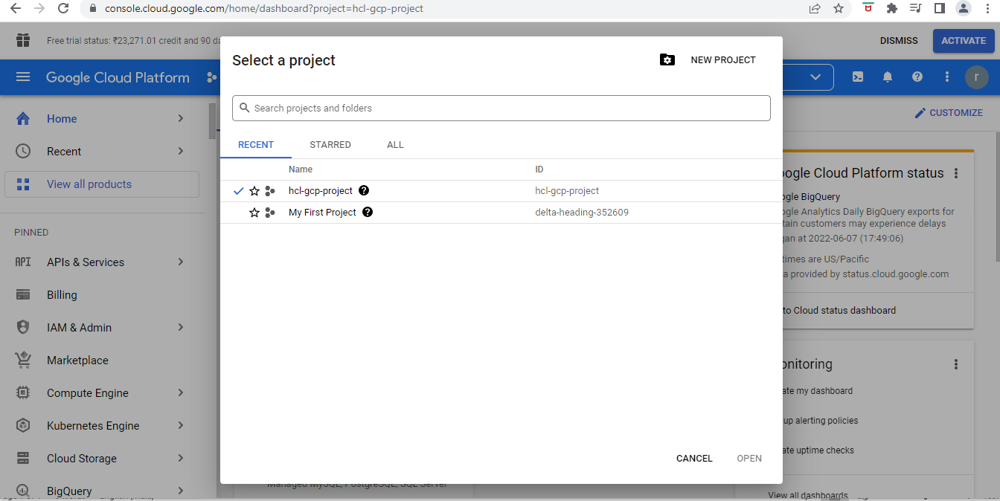 console.cloud.google.com/home/dashboard?project=hcl-gcp-project
Free trial status: ₹23,271.01 credit and 90 da
DISMISS
ACTIVATE
Google Cloud Platform
r
Select a project
NEW PROJECT
Search projects and folders
RECENT
STARRED
ALL
Name
ID
hcl-gcp-project
hcl-gcp-project
My First Project
delta-heading-352609
CANCEL
OPEN
Home
Recent
View all products
PINNED
API APIs & Services
Billing
IAM & Admin
Marketplace
Compute Engine
Kubernetes Engine
Cloud Storage
BigQuery
CUSTOMIZE
oogle Cloud Platform status
ogle BigQuery
ogle Analytics Daily BigQuery exports for
tain customers may experience delays
gan at 2022-06-07 (17:49:06)
times are US/Pacific
a provided by status.cloud.google.com
to Cloud status dashboard
onitoring
ate my dashboard
up alerting policies
ate uptime checks
View all dashboards
Managed MySQL, PostgreSQL, SQL Server